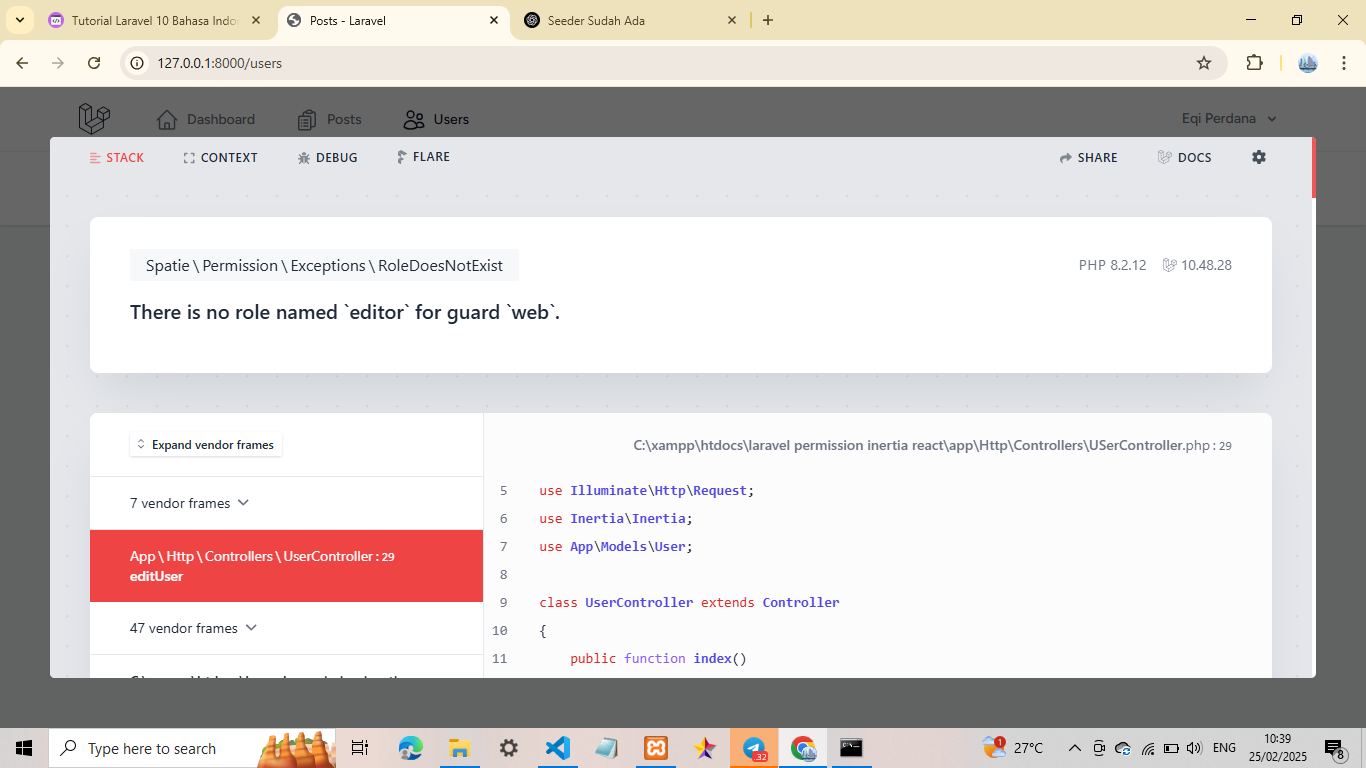 Tutorial Laravel 10 Bahasa Indo
Posts - Laravel
Seeder Sudah Ada
127.0.0.1:8000/users
Dashboard
Posts
Users
Eqi Perdana
STACK
CONTEXT
DEBUG
FLARE
SHARE
DOCS
Spatie \ Permission \ Exceptions \ RoleDoesNotExist
PHP 8.2.12
10.48.28
There is no role named `editor` for guard `web`.
Expand vendor frames
7 vendor frames
App \ Http \ Controllers \ UserController : 29
editUser
47 vendor frames
C:\xampp\htdocs\laravel permission inertia react\app\Http\Controllers\USerController.php : 29
5 use Illuminate\Http\Request;
6 use Inertia\Inertia;
7 use App\Models\User;
8
9 class UserController extends Controller
10 {
11 public function index()
Type here to search
.32
1
27°C
ENG
10:39
25/02/2025
8